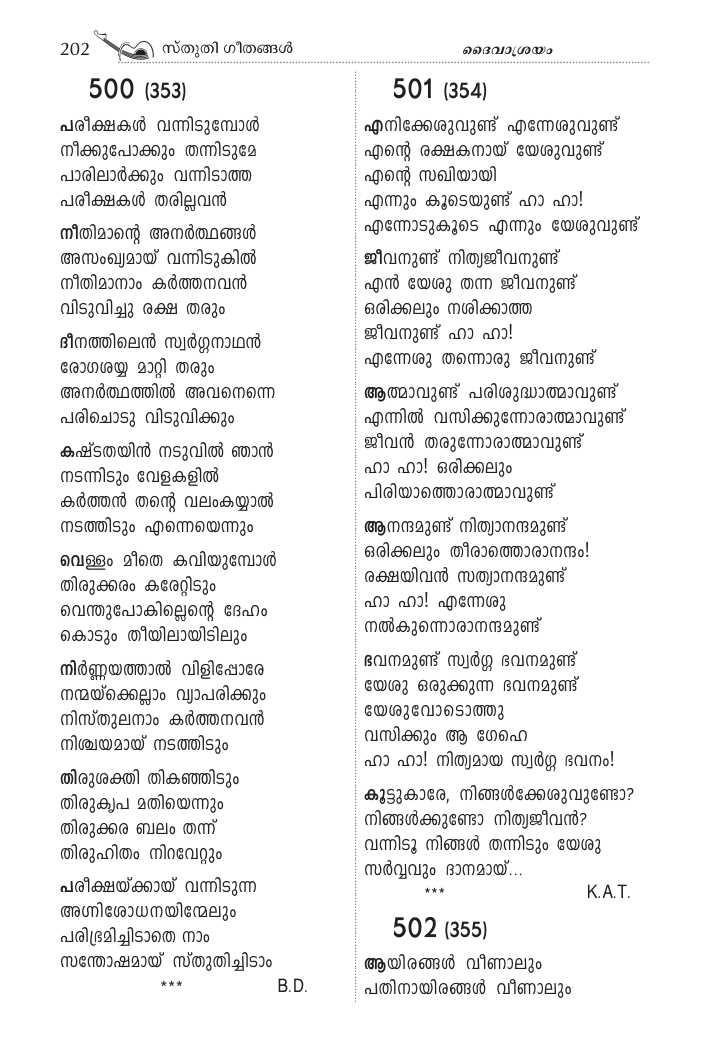 202 സ്തുതി ഗീതങ്ങൾ ദൈവാശ്രയം
500 (353)
പരീക്ഷകൾ വന്നിടുമ്പോൾ
നീക്കുപോക്കും തന്നിടുമേ
പാരിലാർക്കും വന്നിടാത്ത
പരീക്ഷകൾ തരില്ലവൻ
നീതിമാന്റെ അനർത്ഥങ്ങൾ
അസംഖ്യമായ് വന്നിടുകിൽ
നീതിമാനാം കർത്തനവൻ
വിടുവിച്ചു രക്ഷ തരും
ദീനത്തിലെൻ സ്വർഗ്ഗനാഥൻ
രോഗശയ്യ മാറ്റി തരും
അനർത്ഥത്തിൽ അവനെന്നെ
പരിചൊടു വിടുവിക്കും
കഷ്ടതയിൻ നടുവിൽ ഞാൻ
നടന്നിടും വേളകളിൽ
കർത്തൻ തന്റെ വലംകയ്യാൽ
നടത്തിടും എന്നെയെന്നും
വെള്ളം മീതെ കവിയുമ്പോൾ
തിരുക്കരം കരേറ്റിടും
വെന്തുപോകില്ലെന്റെ ദേഹം
കൊടും തീയിലായിടിലും
നിർണ്ണയത്താൽ വിളിപ്പോരേ
നന്മയ്ക്കെല്ലാം വ്യാപരിക്കും
നിസ്തുലനാം കർത്തനവൻ
നിശ്ചയമായ് നടത്തിടും
തിരുശക്തി തികഞ്ഞിടും
തിരുകൃപ മതിയെന്നും
തിരുക്കര ബലം തന്ന്
തിരുഹിതം നിറവേറ്റും
പരീക്ഷയ്ക്കായ് വന്നിടുന്ന
അഗ്നിശോധനയിന്മേലും
പരിഭ്രമിച്ചിടാതെ നാം
സന്തോഷമായ് സ്തുതിച്ചിടാം
*** B.D.
501 (354)
എനിക്കേശുവുണ്ട് എന്നേശുവുണ്ട്
എന്റെ രക്ഷകനായ് യേശുവുണ്ട്
എന്റെ സഖിയായി
എന്നും കൂടെയുണ്ട് ഹാ ഹാ!
എന്നോടുകൂടെ എന്നും യേശുവുണ്ട്
ജീവനുണ്ട് നിത്യജീവനുണ്ട്
എൻ യേശു തന്ന ജീവനുണ്ട്
ഒരിക്കലും നശിക്കാത്ത
ജീവനുണ്ട് ഹാ ഹാ!
എന്നേശു തന്നൊരു ജീവനുണ്ട്
ആത്മാവുണ്ട് പരിശുദ്ധാത്മാവുണ്ട്
എന്നിൽ വസിക്കുന്നോരാത്മാവുണ്ട്
ജീവൻ തരുന്നോരാത്മാവുണ്ട്
ഹാ ഹാ! ഒരിക്കലും
പിരിയാത്തൊരാത്മാവുണ്ട്
ആനന്ദമുണ്ട് നിത്യാനന്ദമുണ്ട്
ഒരിക്കലും തീരാത്തൊരാനന്ദം!
രക്ഷയിവൻ സത്യാനന്ദമുണ്ട്
ഹാ ഹാ! എന്നേശു
നൽകുന്നൊരാനന്ദമുണ്ട്
ഭവനമുണ്ട് സ്വർഗ്ഗ ഭവനമുണ്ട്
യേശു ഒരുക്കുന്ന ഭവനമുണ്ട്
യേശുവോടൊത്തു
വസിക്കും ആ ഗേഹെ
ഹാ ഹാ! നിത്യമായ സ്വർഗ്ഗ ഭവനം!
കൂട്ടുകാരേ, നിങ്ങൾക്കേശുവുണ്ടോ?
നിങ്ങൾക്കുണ്ടോ നിത്യജീവൻ?
വന്നിടൂ നിങ്ങൾ തന്നിടും യേശു
സർവ്വവും ദാനമായ്...
*** K.A.T.
502 (355)
ആയിരങ്ങൾ വീണാലും
പതിനായിരങ്ങൾ വീണാലും